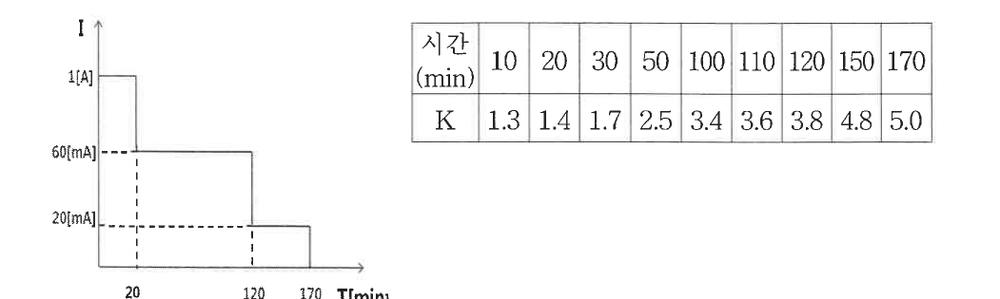 I
1[A]
60[mA]
20[mA]
20 120 170 T[min]
시간
(min) 10 20 30 50 100 110 120 150 170
K 1.3 1.4 1.7 2.5 3.4 3.6 3.8 4.8 5.0